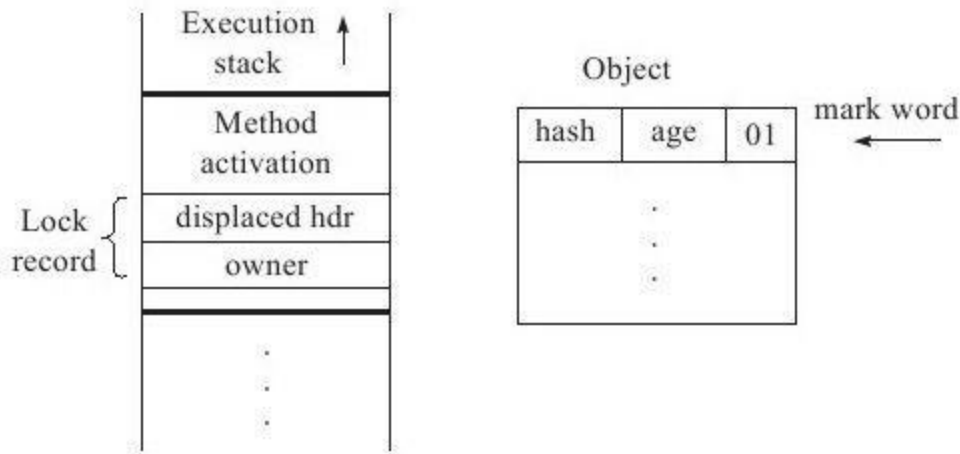 Execution
stack
Method
activation
Lock
record
displaced hdr
owner
Object
mark word
hash age 01